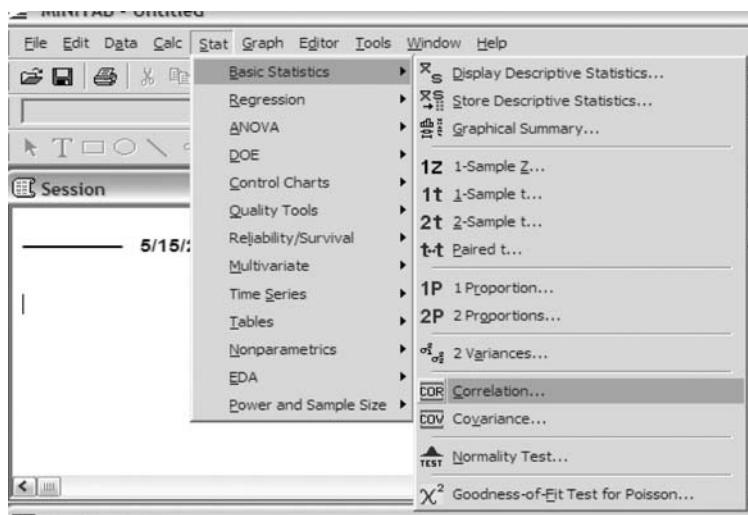 MINITAB - Untitled
File Edit Data Calc Stat Graph Editor Tools Window Help
Basic Statistics
Regression
ANOVA
DOE
Control Charts
Quality Tools
Reliability/Survival
Multivariate
Time Series
Tables
Nonparametrics
EDA
Power and Sample Size
Display Descriptive Statistics...
Store Descriptive Statistics...
Graphical Summary...
1Z 1-Sample Z...
1t 1-Sample t...
2t 2-Sample t...
t-t Paired t...
1P 1 Proportion...
2P 2 Proportions...
2 Variances...
COR Correlation...
COV Covariance...
TEST Normality Test...
χ² Goodness-of-Fit Test for Poisson...
Session
5/15/